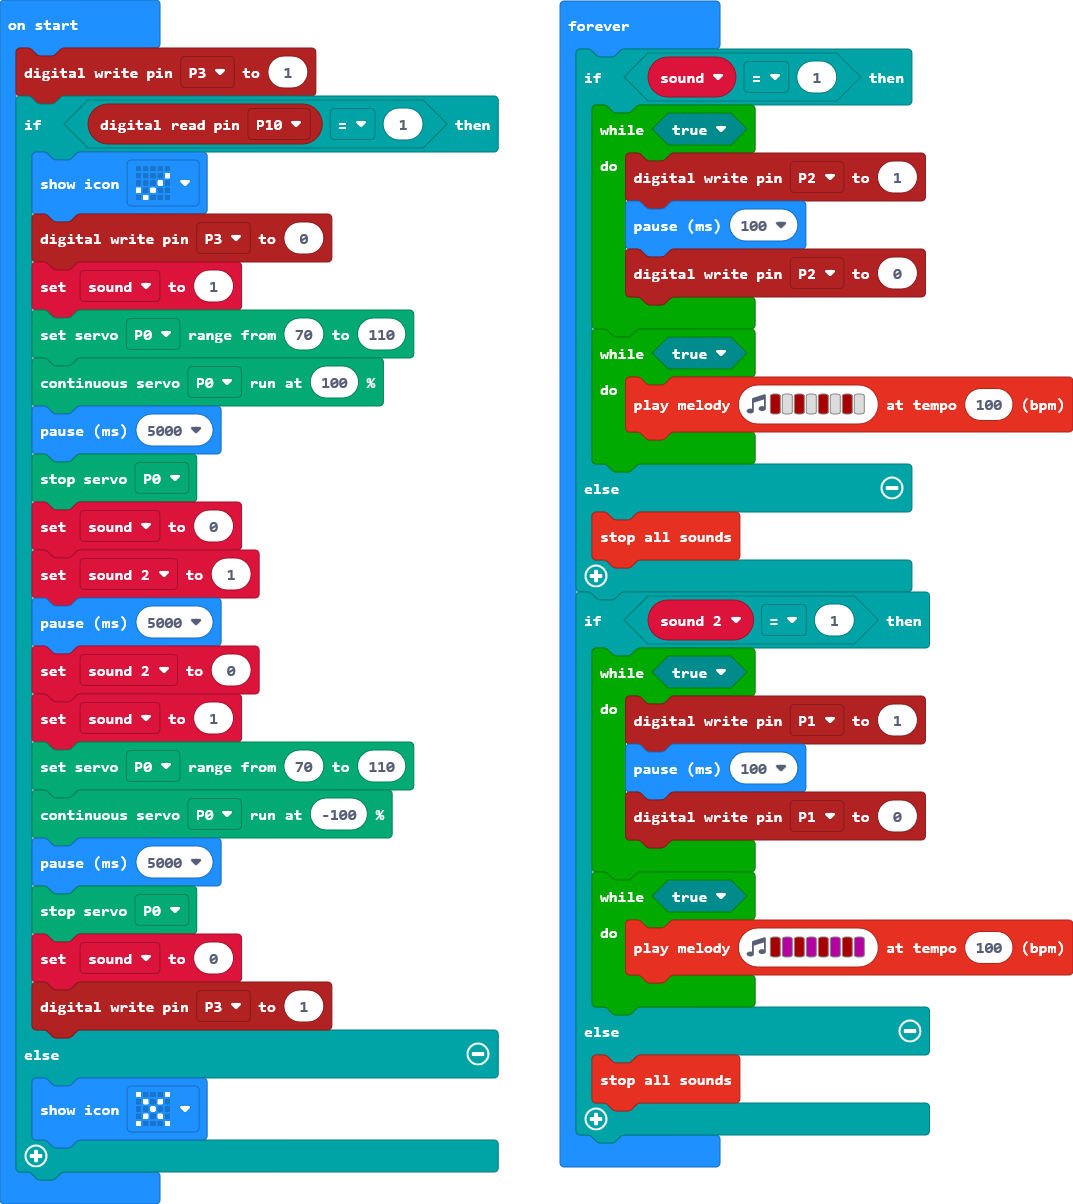 on start
digital write pin P3 to 1
if digital read pin P10 = 1 then
show icon
digital write pin P3 to 0
set sound to 1
set servo P0 range from 70 to 110
continuous servo P0 run at 100 %
pause (ms) 5000
stop servo P0
set sound to 0
set sound 2 to 1
pause (ms) 5000
set sound 2 to 0
set sound to 1
set servo P0 range from 70 to 110
continuous servo P0 run at -100 %
pause (ms) 5000
stop servo P0
set sound to 0
digital write pin P3 to 1
else
show icon
forever
if sound = 1 then
while true
do digital write pin P2 to 1
pause (ms) 100
digital write pin P2 to 0
while true
do play melody at tempo 100 (bpm)
else
stop all sounds
if sound 2 = 1 then
while true
do digital write pin P1 to 1
pause (ms) 100
digital write pin P1 to 0
while true
do play melody at tempo 100 (bpm)
else
stop all sounds